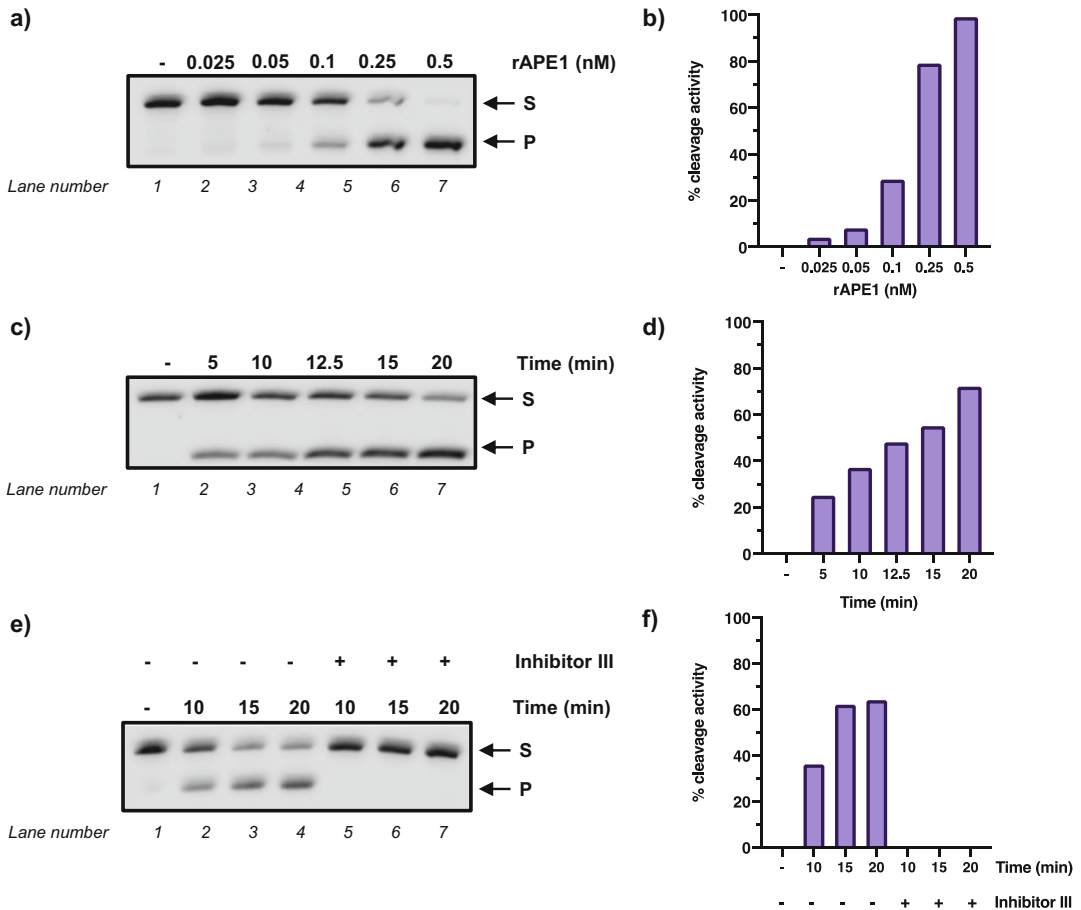 a)
- 0.025 0.05 0.1 0.25 0.5 rAPE1 (nM)
S
P
Lane number 1 2 3 4 5 6 7
b)
% cleavage activity
100
80
60
40
20
0
- 0.025 0.05 0.1 0.25 0.5
rAPE1 (nM)
c)
- 5 10 12.5 15 20 Time (min)
S
P
Lane number 1 2 3 4 5 6 7
d)
% cleavage activity
100
80
60
40
20
0
- 5 10 12.5 15 20
Time (min)
e)
- - - - + + + Inhibitor III
- 10 15 20 10 15 20 Time (min)
S
P
Lane number 1 2 3 4 5 6 7
f)
% cleavage activity
100
80
60
40
20
0
- 10 15 20 10 15 20 Time (min)
- - - - + + + Inhibitor III